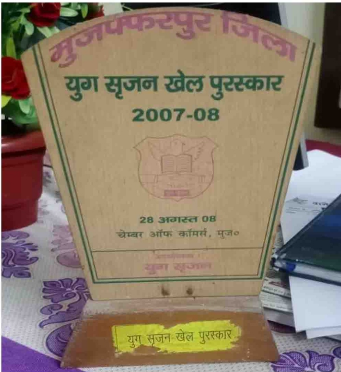 मुजफ्फरपुर जिला
युग सृजन खेल पुरस्कार
2007-08
28 अगस्त 08
चेम्बर ऑफ कॉमर्स, मुज०
युग सृजन
युग सृजन खेल पुरस्कार